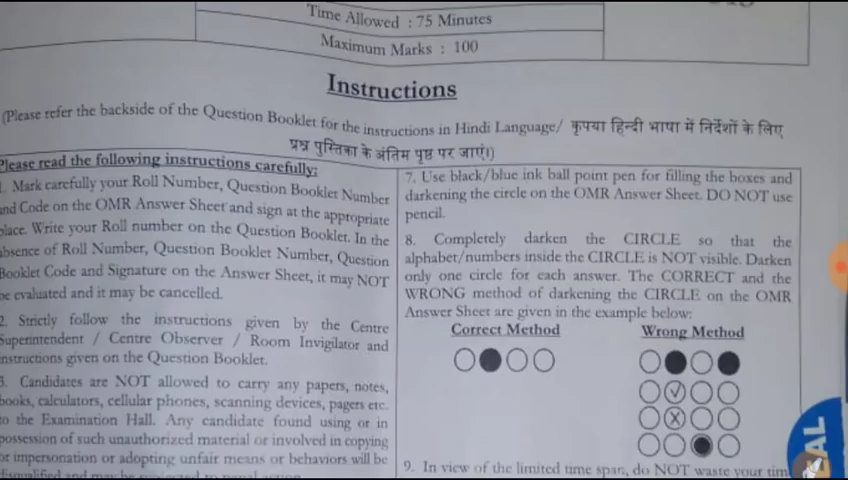 Time Allowed : 75 Minutes
Maximum Marks : 100
Instructions
(Please refer the backside of the Question Booklet for the instructions in Hindi Language/ कृपया हिन्दी भाषा में निर्देशों के लिए
प्रश्न पुस्तिका के अंतिम पृष्ठ पर जाएं।)
Please read the following instructions carefully:
1. Mark carefully your Roll Number, Question Booklet Number
and Code on the OMR Answer Sheet and sign at the appropriate
place. Write your Roll number on the Question Booklet. In the
absence of Roll Number, Question Booklet Number, Question
Booklet Code and Signature on the Answer Sheet, it may NOT
be evaluated and it may be cancelled.
2. Strictly follow the instructions given by the Centre
Superintendent / Centre Observer / Room Invigilator and
instructions given on the Question Booklet.
3. Candidates are NOT allowed to carry any papers, notes,
books, calculators, cellular phones, scanning devices, pagers etc.
to the Examination Hall. Any candidate found using or in
possession of such unauthorized material or involved in copying
or impersonation or adopting unfair means or behaviors will be
disqualified and may be
7. Use black/blue ink ball point pen for filling the boxes and
darkening the circle on the OMR Answer Sheet. DO NOT use
pencil.
8. Completely darken the CIRCLE so that the
alphabet/numbers inside the CIRCLE is NOT visible. Darken
only one circle for each answer. The CORRECT and the
WRONG method of darkening the CIRCLE on the OMR
Answer Sheet are given in the example below:
Correct Method
Wrong Method
9. In view of the limited time span, do NOT waste your tim
AL